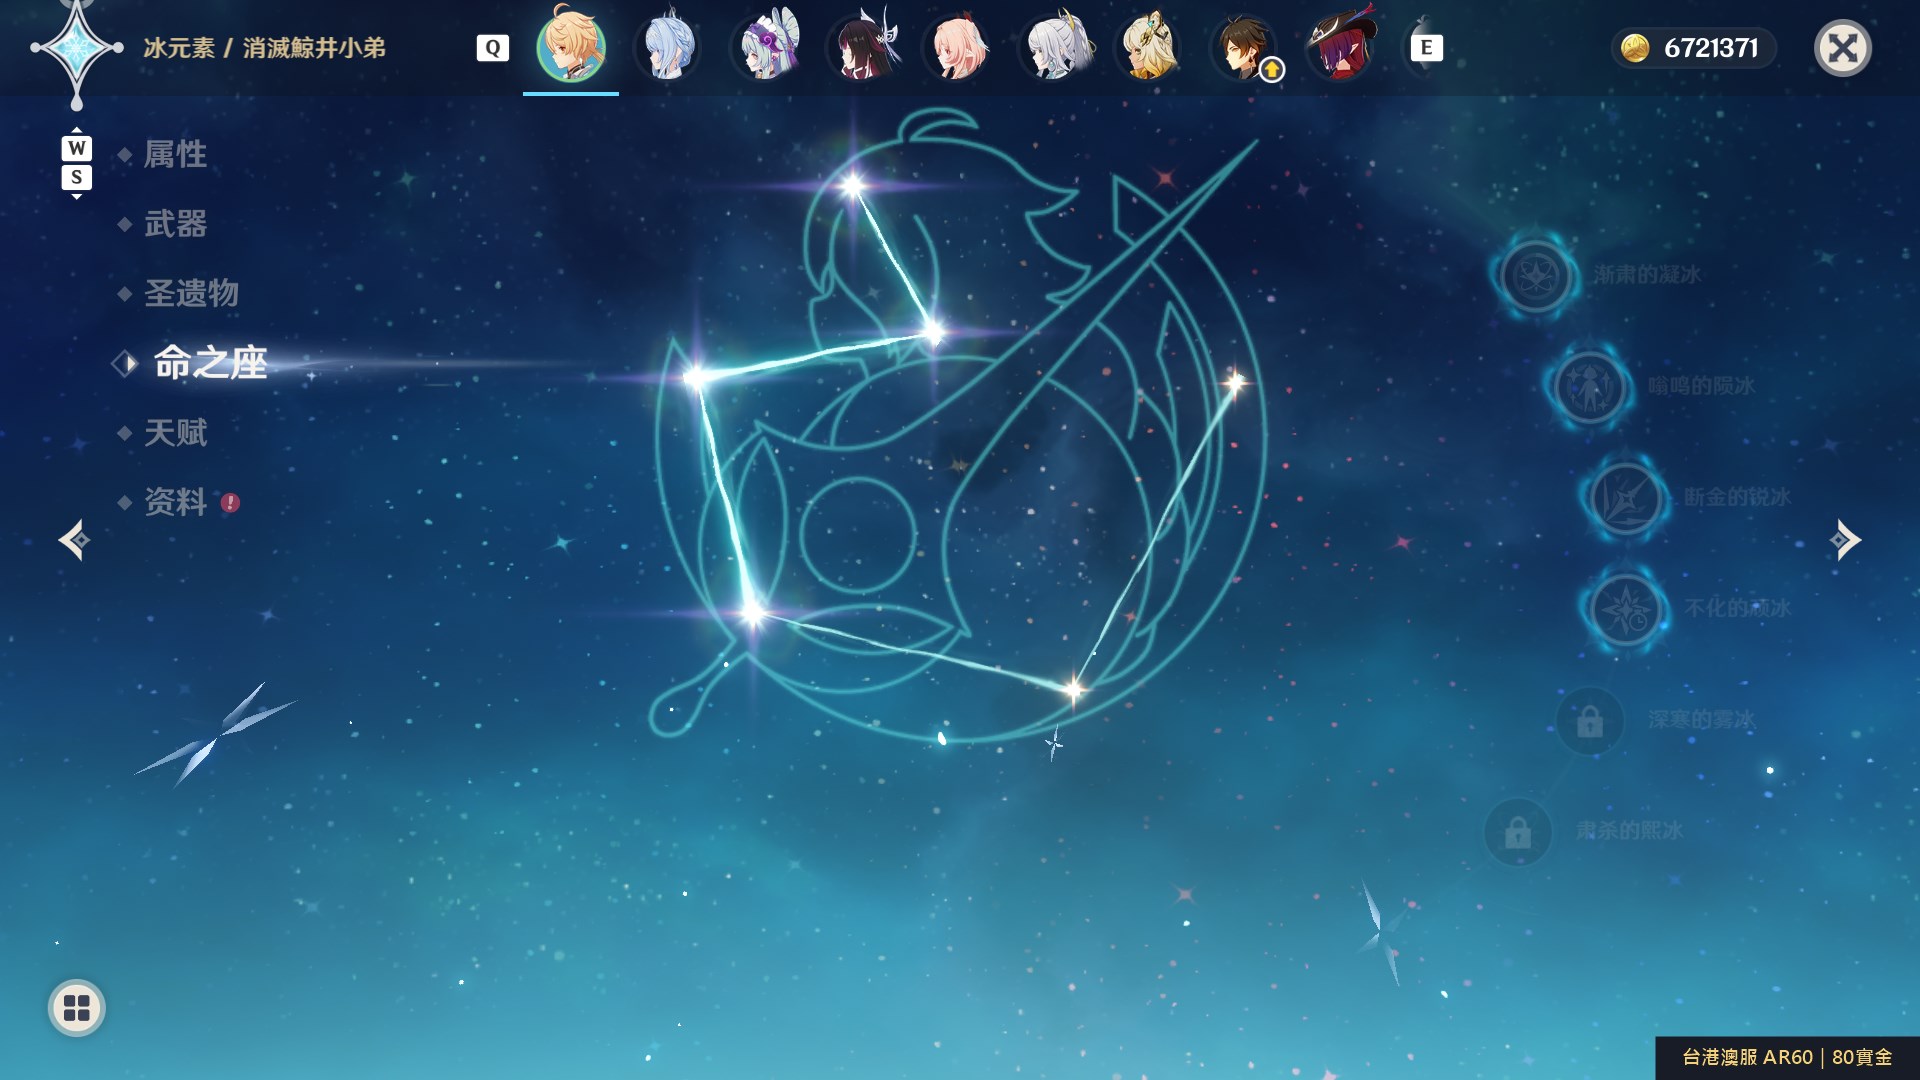 冰元素 / 消滅鯨井小弟
Q
E
6721371
W
S
属性
武器
圣遗物
命之座
天赋
资料
渐肃的凝冰
嗡鸣的陨冰
断金的锐冰
不化的顽冰
深寒的雾冰
肃杀的熙冰
台港澳服 AR60 | 80實金